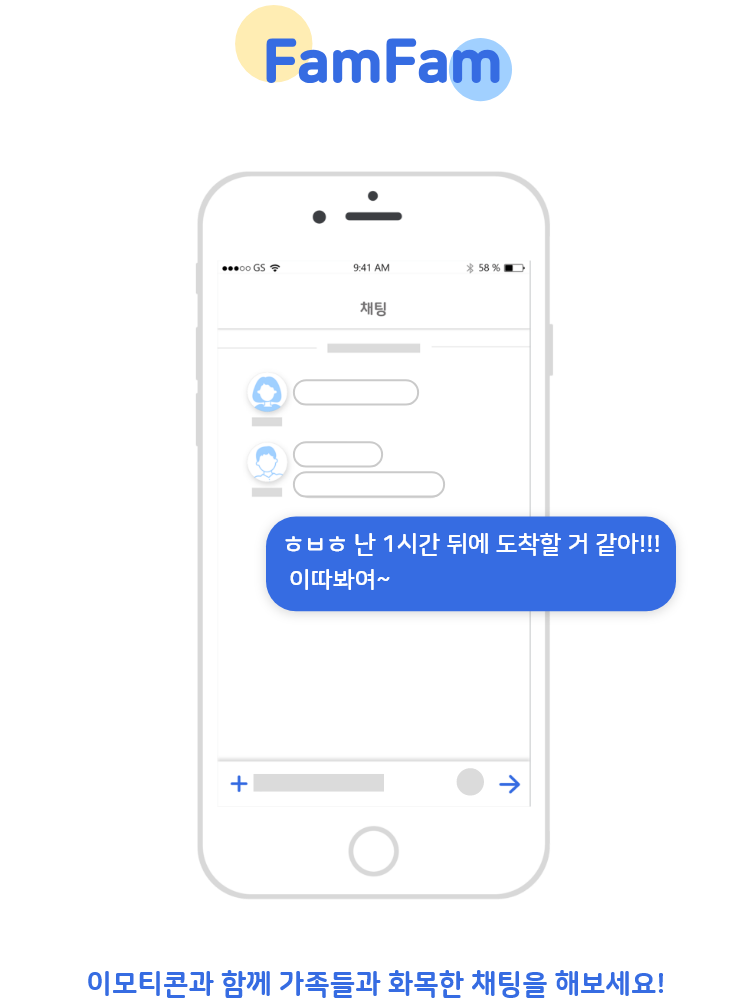 FamFam
GS 9:41 AM 58 %
채팅
ㅎㅂㅎ 난 1시간 뒤에 도착할 거 같아!!!
이따봐여~
이모티콘과 함께 가족들과 화목한 채팅을 해보세요!